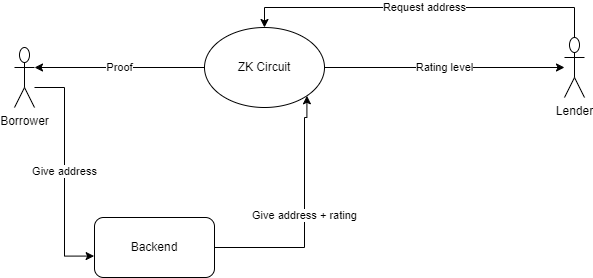 Request address
Proof
ZK Circuit
Rating level
Borrower
Lender
Give address
Give address + rating
Backend